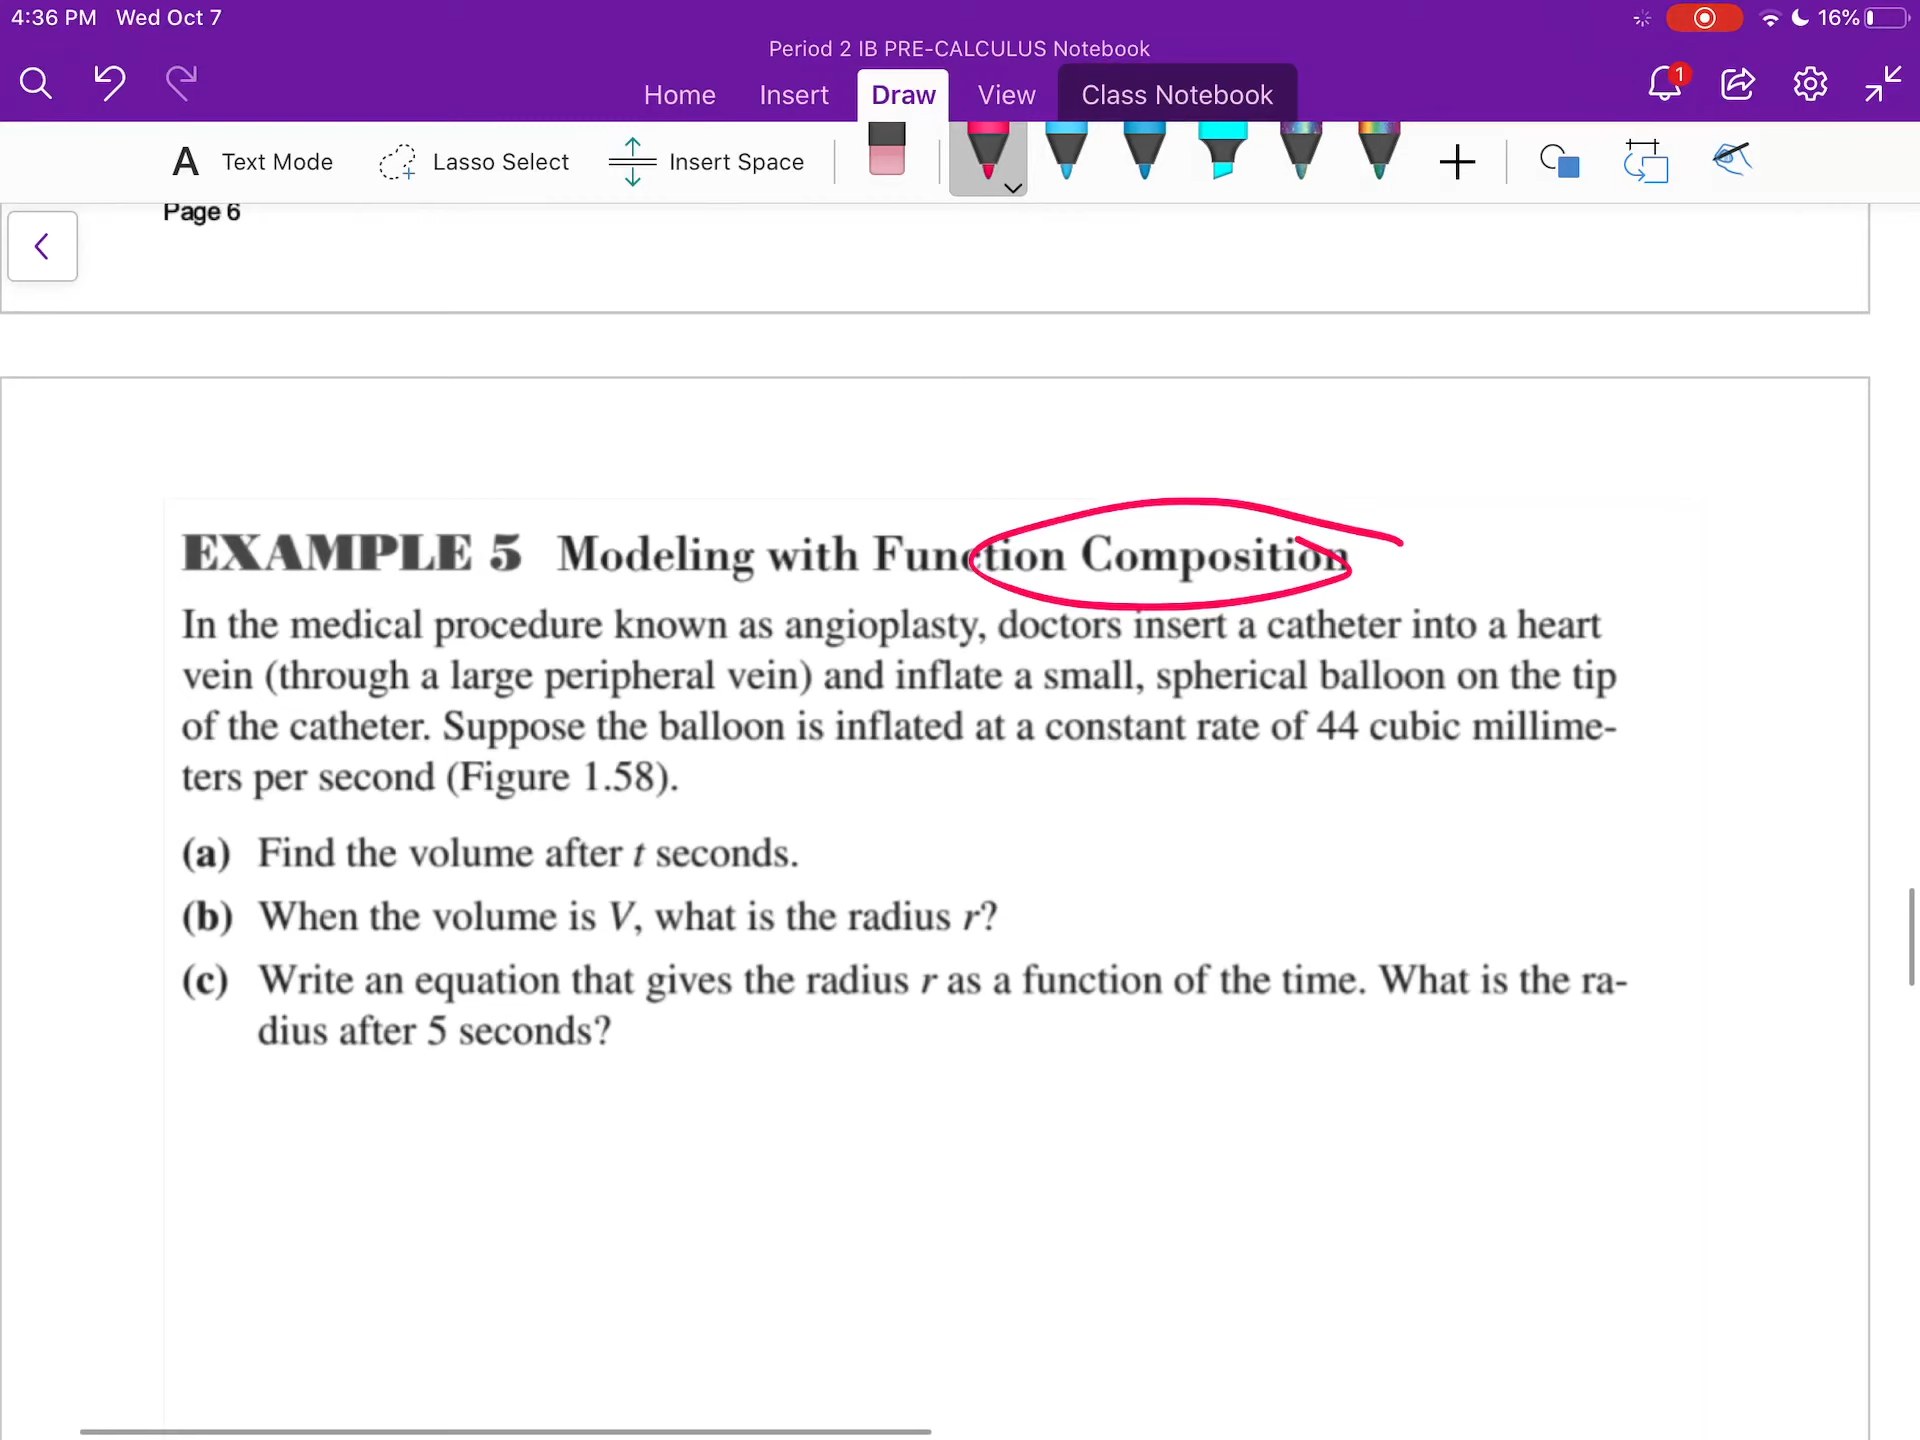 4:36 PM Wed Oct 7
16%
Period 2 IB PRE-CALCULUS Notebook
Home Insert Draw View Class Notebook
1
A Text Mode Lasso Select Insert Space
Page 6
EXAMPLE 5 Modeling with Function Composition
In the medical procedure known as angioplasty, doctors insert a catheter into a heart
vein (through a large peripheral vein) and inflate a small, spherical balloon on the tip
of the catheter. Suppose the balloon is inflated at a constant rate of 44 cubic millime-
ters per second (Figure 1.58).
(a) Find the volume after t seconds.
(b) When the volume is V, what is the radius r?
(c) Write an equation that gives the radius r as a function of the time. What is the ra-
dius after 5 seconds?